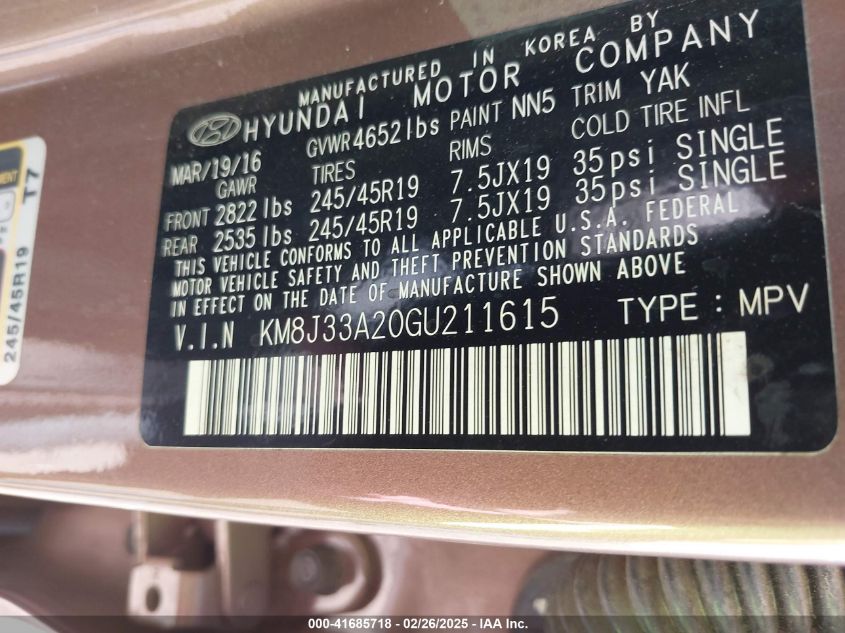 MANUFACTURED IN KOREA BY
HYUNDAI MOTOR COMPANY
MAR/19/16 GVWR 4652lbs PAINT NN5 TRIM YAK
GAWR TIRES RIMS COLD TIRE INFL
FRONT 2822 lbs 245/45R19 7.5JX19 35psi SINGLE
REAR 2535 lbs 245/45R19 7.5JX19 35psi SINGLE
THIS VEHICLE CONFORMS TO ALL APPLICABLE U.S.A. FEDERAL
MOTOR VEHICLE SAFETY AND THEFT PREVENTION STANDARDS
IN EFFECT ON THE DATE OF MANUFACTURE SHOWN ABOVE
V.I.N KM8J33A20GU211615 TYPE : MPV
245/45R19 T7
000-41685718 - 02/26/2025 - IAA Inc.